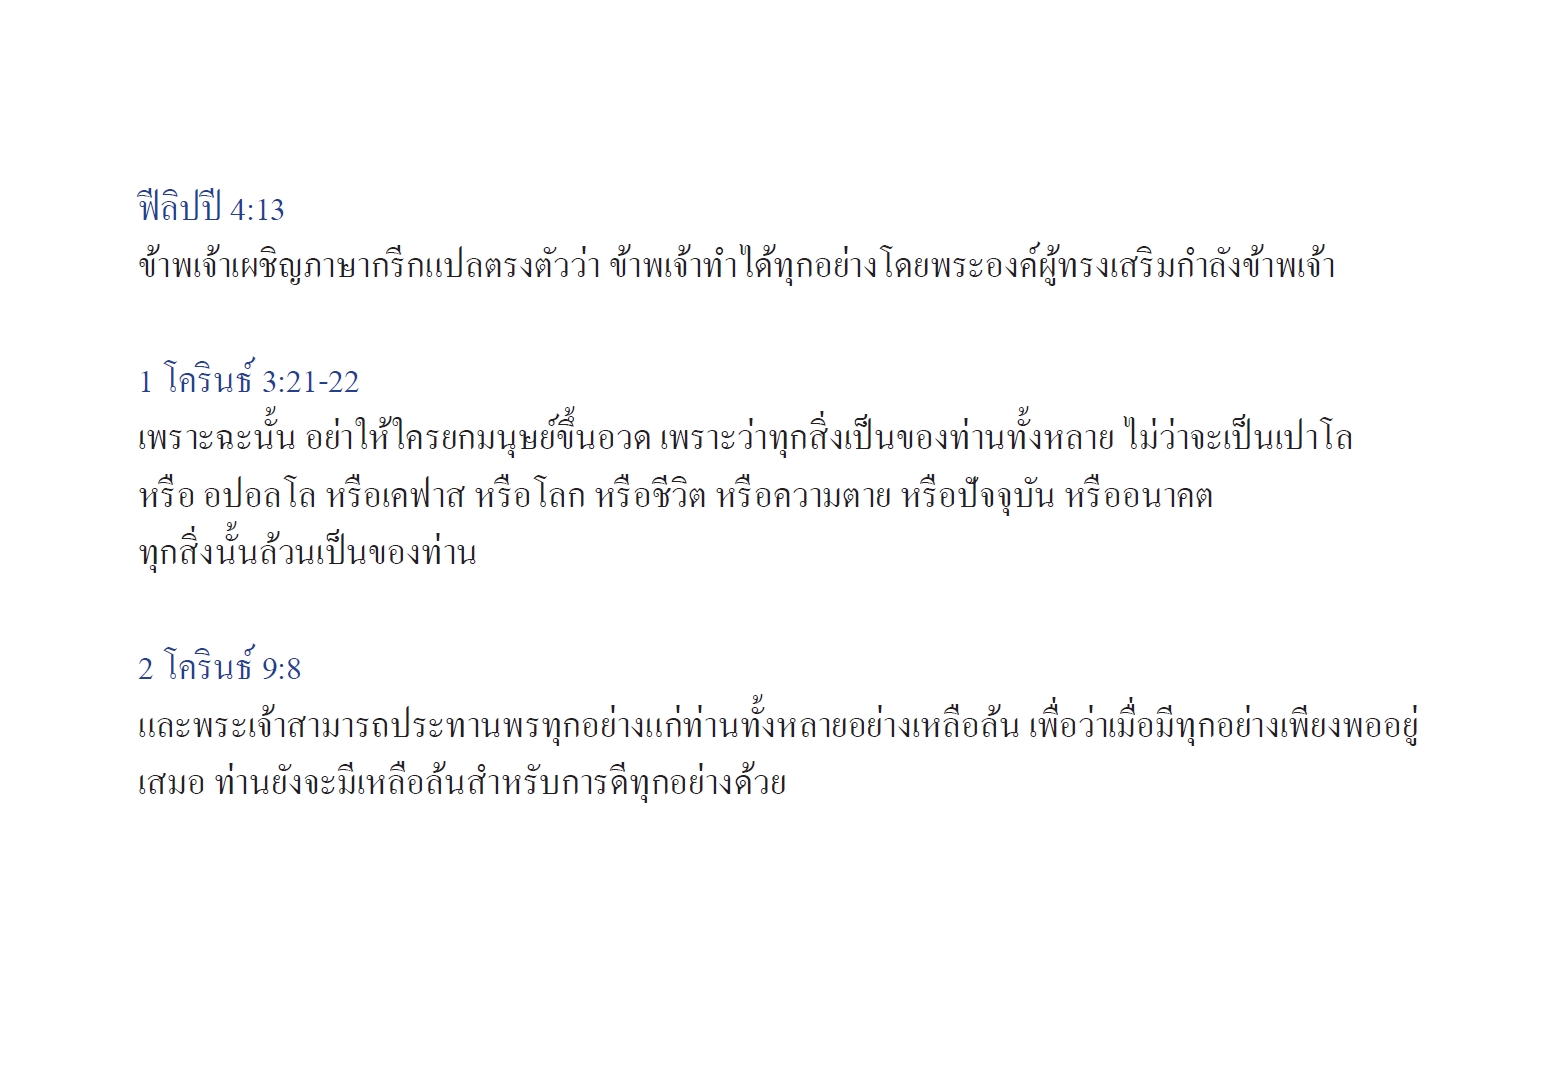 ฟีลิปปี 4:13
ข้าพเจ้าเผชิญภาษากรีกแปลตรงตัวว่า ข้าพเจ้าทำได้ทุกอย่างโดยพระองค์ผู้ทรงเสริมกำลังข้าพเจ้า
1 โครินธ์ 3:21-22
เพราะฉะนั้น อย่าให้ใครยกมนุษย์ขึ้นอวด เพราะว่าทุกสิ่งเป็นของท่านทั้งหลาย ไม่ว่าจะเป็นเปาโล
หรือ อปอลโล หรือเคฟาส หรือโลก หรือชีวิต หรือความตาย หรือปัจจุบัน หรืออนาคต
ทุกสิ่งนั้นล้วนเป็นของท่าน
2 โครินธ์ 9:8
และพระเจ้าสามารถประทานพรทุกอย่างแก่ท่านทั้งหลายอย่างเหลือล้น เพื่อว่าเมื่อมีทุกอย่างเพียงพออยู่
เสมอ ท่านยังจะมีเหลือล้นสำหรับการดีทุกอย่างด้วย